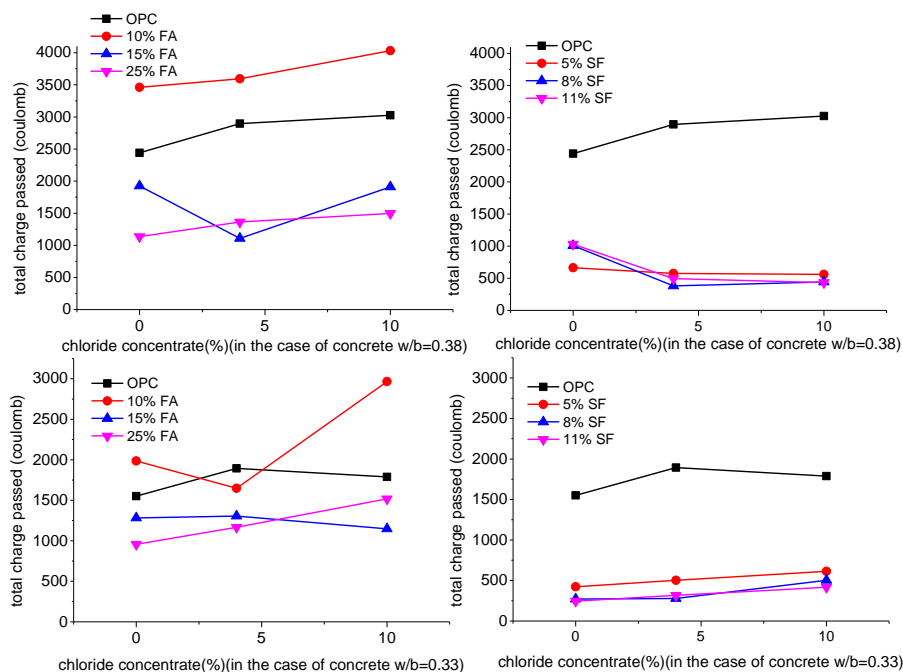 OPC
10% FA
15% FA
25% FA
4000
3500
3000
2500
2000
1500
1000
500
0
total charge passed (coulomb)
0 5 10
chloride concentrate(%)(in the case of concrete w/b=0.38)
OPC
5% SF
8% SF
11% SF
4000
3500
3000
2500
2000
1500
1000
500
0
total charge passed (coulomb)
0 5 10
chloride concentrate(%)(in the case of concrete w/b=0.38)
OPC
10% FA
15% FA
25% FA
3000
2500
2000
1500
1000
500
0
total charge passed (coulomb)
0 5 10
chloride concentrate(%)(in the case of concrete w/b=0.33)
OPC
5% SF
8% SF
11% SF
3000
2500
2000
1500
1000
500
0
total charge passed (coulomb)
0 5 10
chloride concentrate(%)(in the case of concrete w/b=0.33)